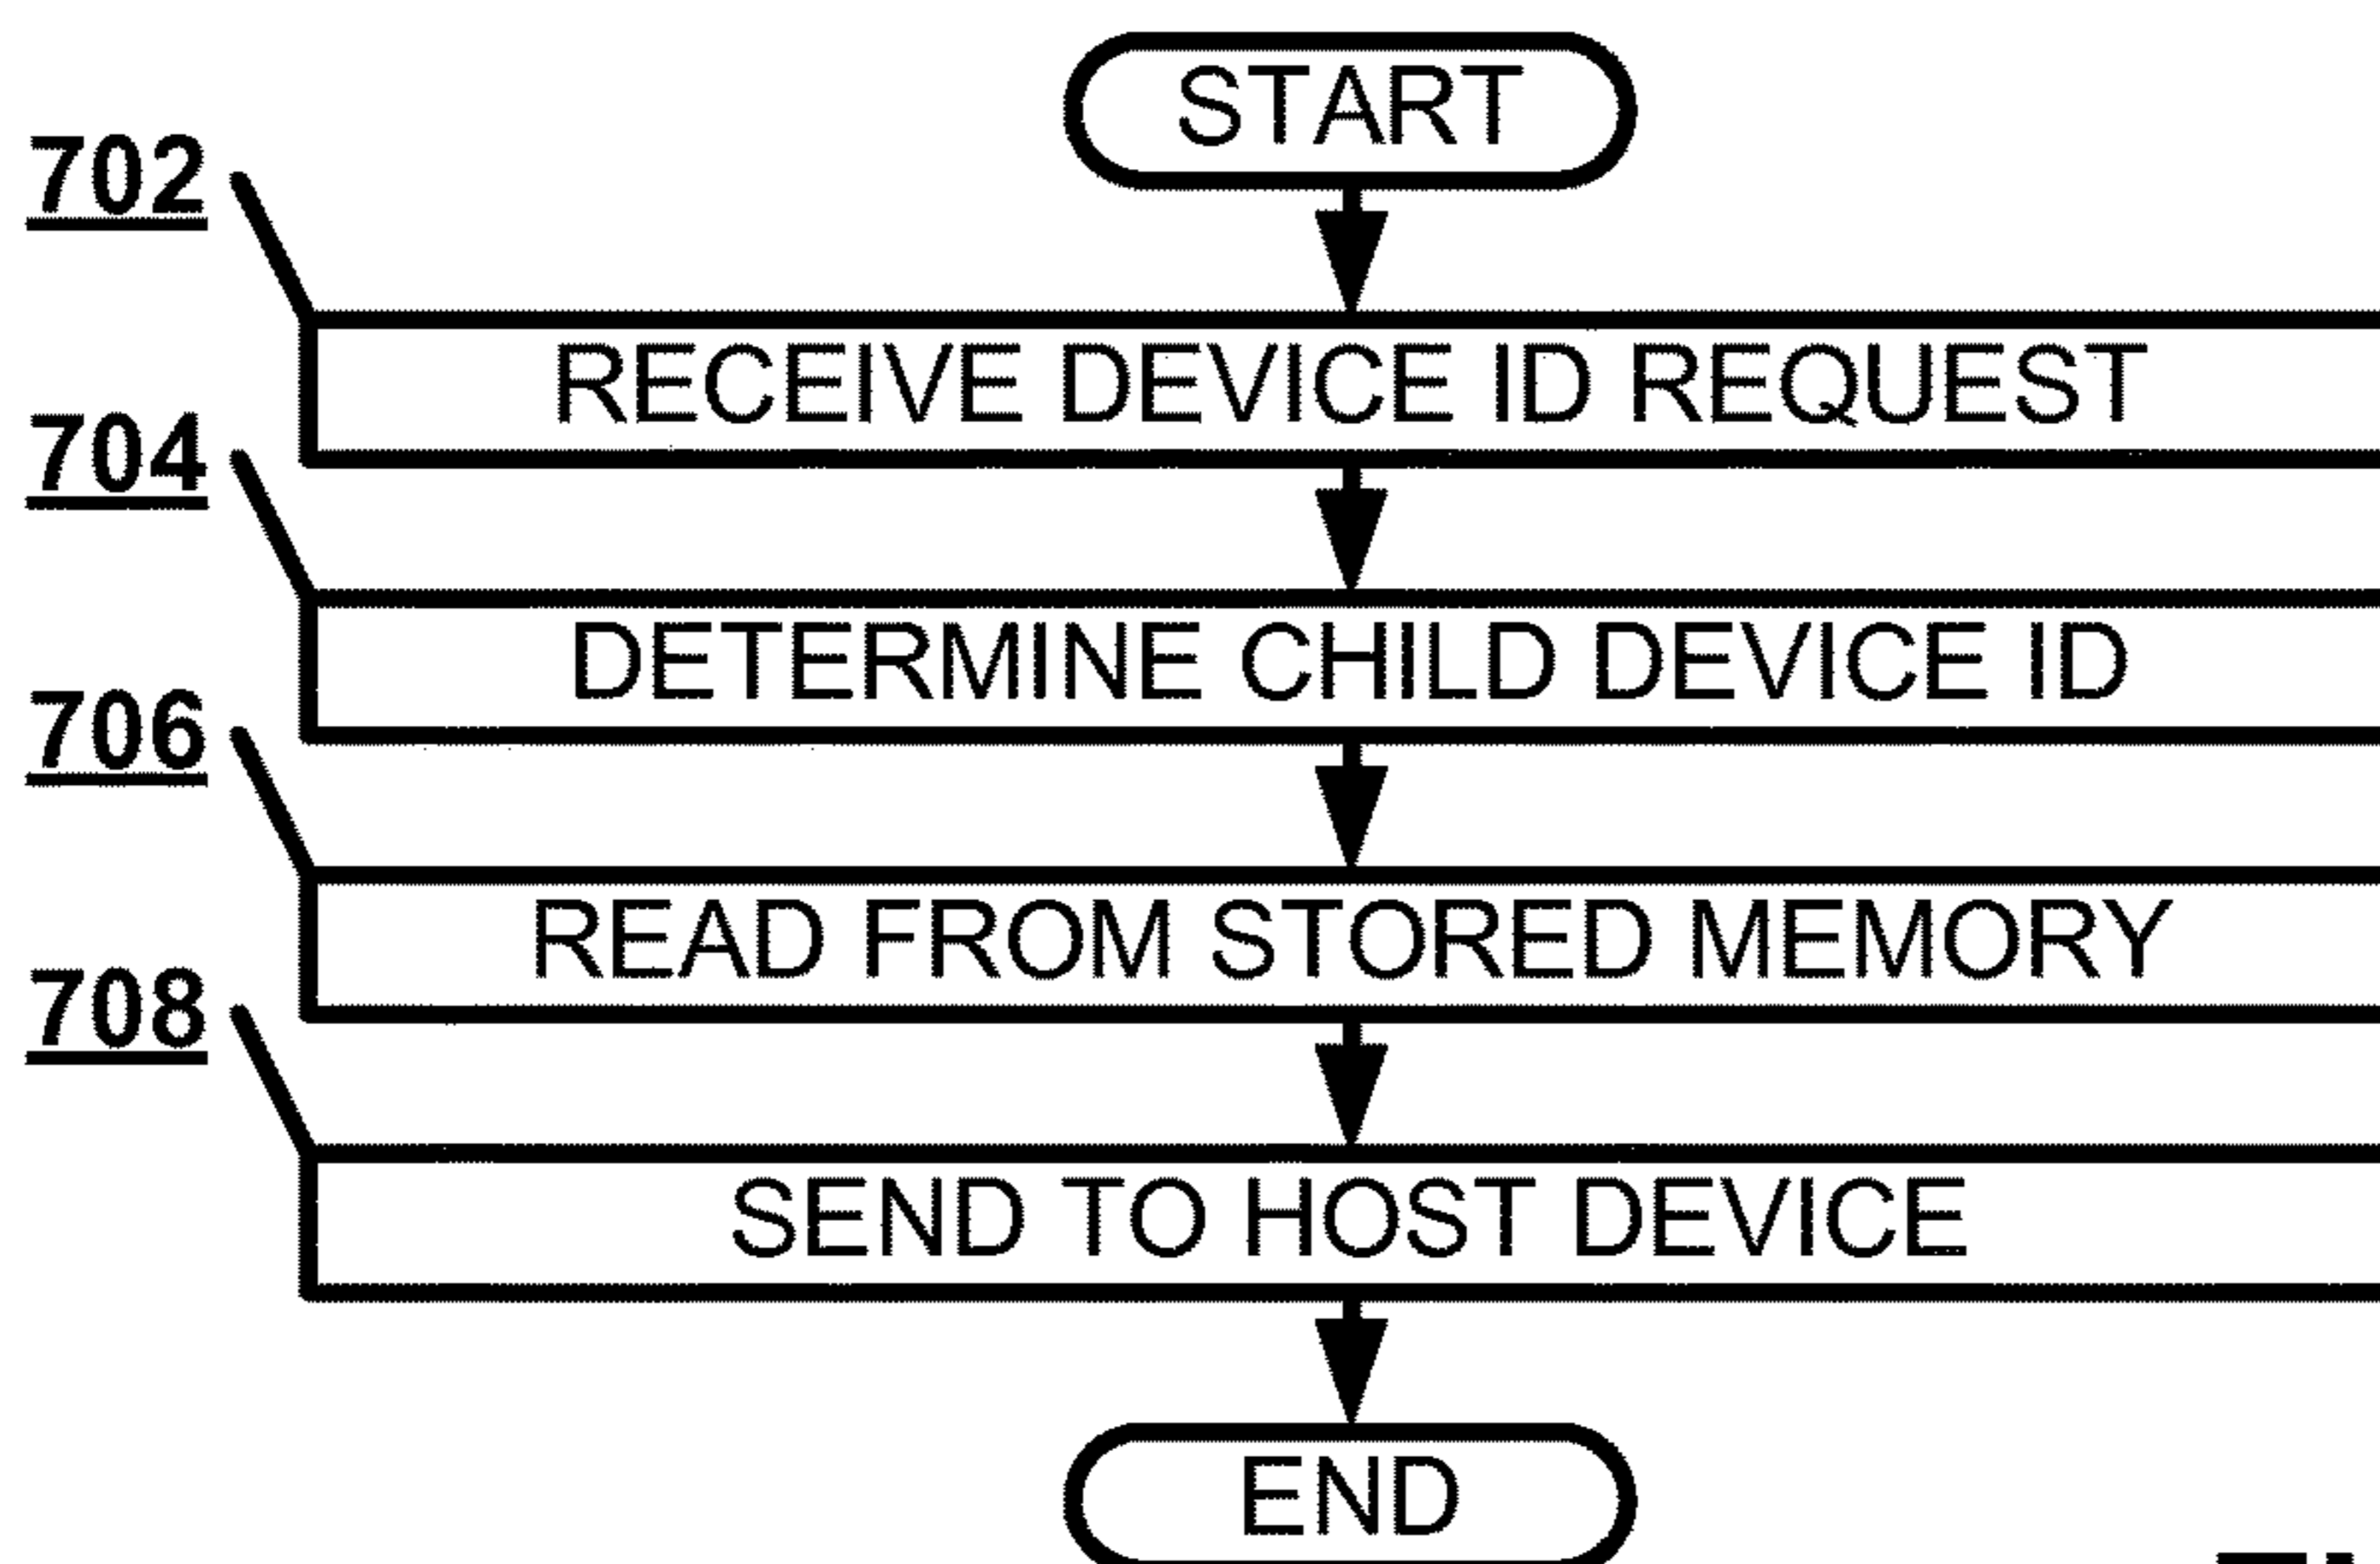 START
702
RECEIVE DEVICE ID REQUEST
704
DETERMINE CHILD DEVICE ID
706
READ FROM STORED MEMORY
708
SEND TO HOST DEVICE
END